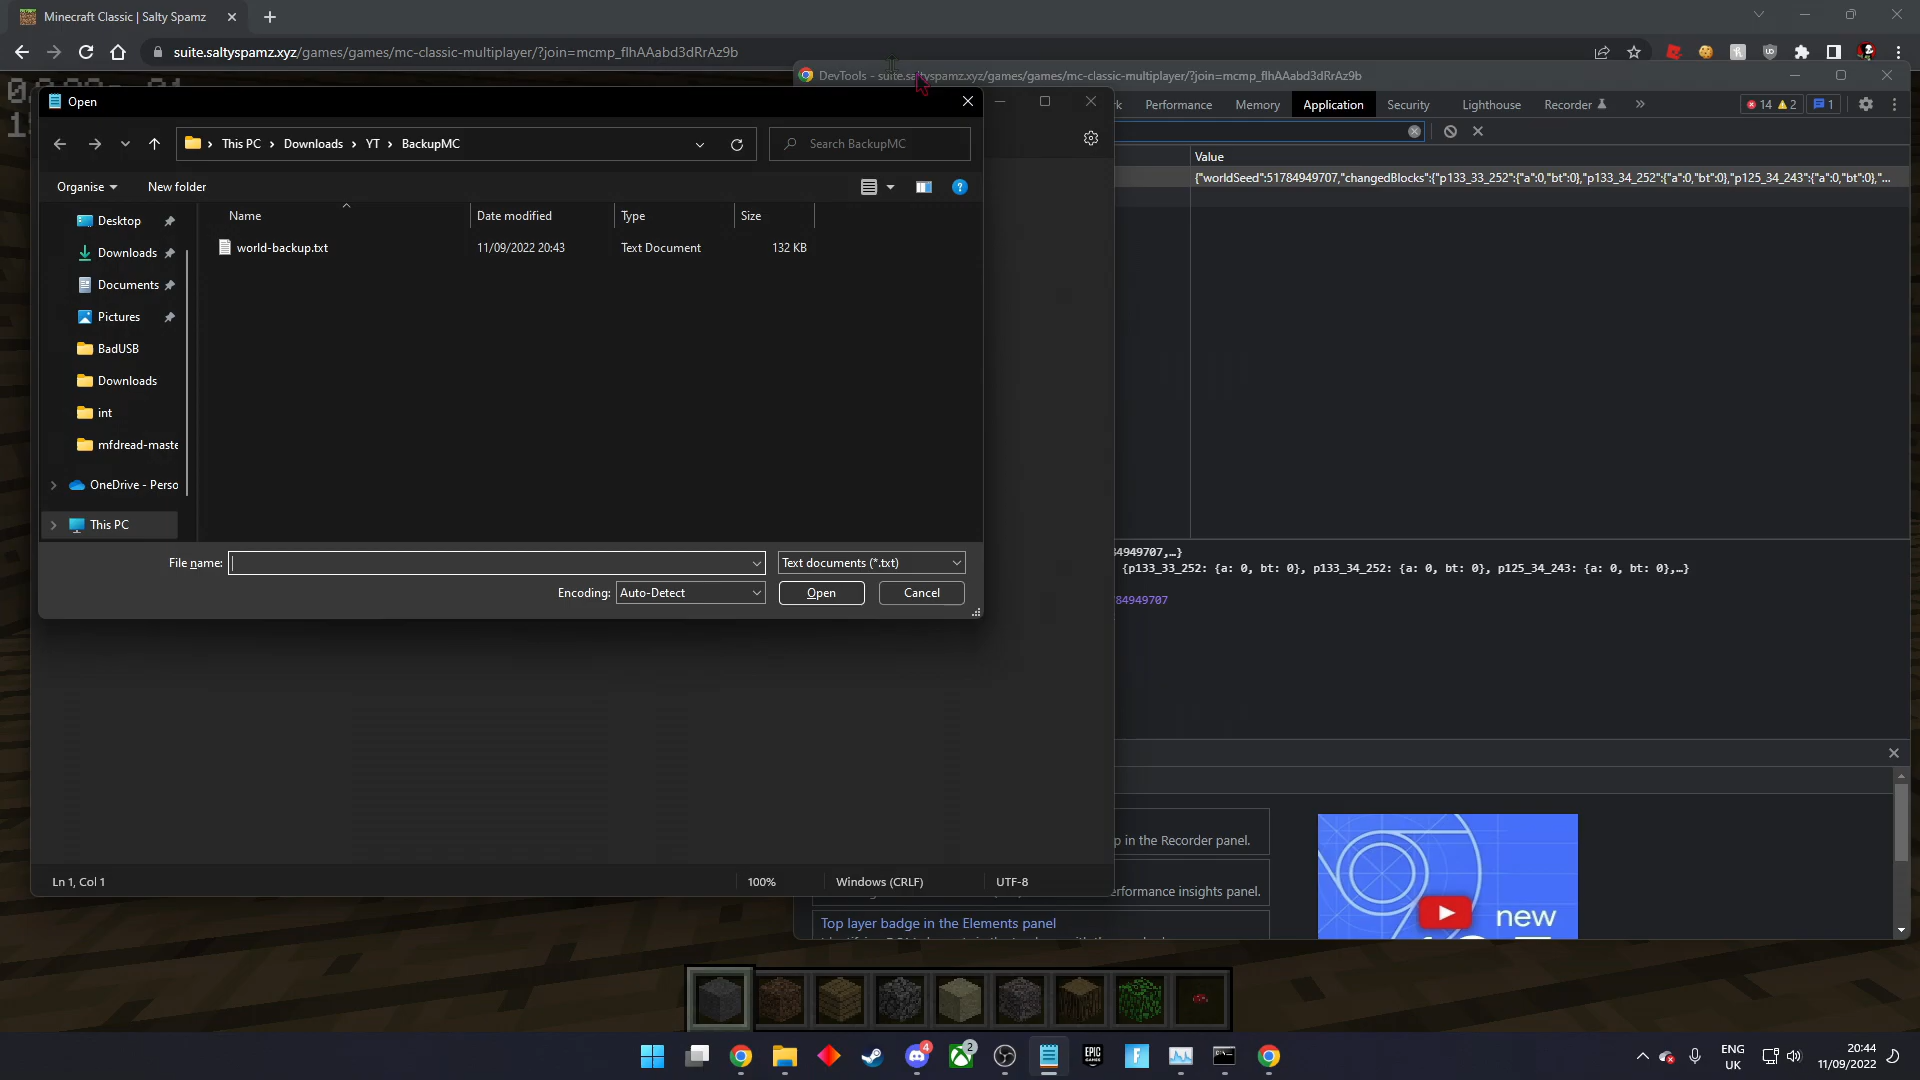 Minecraft Classic | Salty Spamz
suite.saltyspamz.xyz/games/games/mc-classic-multiplayer/?join=mcmp_flhAAabd3dRrAz9b
DevTools - suite.saltyspamz.xyz/games/games/mc-classic-multiplayer/?join=mcmp_flhAAabd3dRrAz9b
Open
Performance Memory Application Security Lighthouse Recorder » 14 2 1
This PC › Downloads › YT › BackupMC
Search BackupMC
Value
Organise New folder
{"worldSeed":51784949707,"changedBlocks":{"p133_33_252":{"a":0,"bt":0},"p133_34_252":{"a":0,"bt":0},"p125_34_243":{"a":0,"bt":0},"...
Name Date modified Type Size
Desktop
world-backup.txt 11/09/2022 20:43 Text Document 132 KB
Downloads
Documents
Pictures
BadUSB
Downloads
int
mfdread-maste
OneDrive - Perso
This PC
File name: Text documents (*.txt)
Encoding: Auto-Detect Open Cancel
84949707,…}
{p133_33_252: {a: 0, bt: 0}, p133_34_252: {a: 0, bt: 0}, p125_34_243: {a: 0, bt: 0},…}
84949707
p in the Recorder panel.
erformance insights panel.
Top layer badge in the Elements panel
new
Ln 1, Col 1 100% Windows (CRLF) UTF-8
4 2 EPIC GAMES
ENG
UK
20:44
11/09/2022